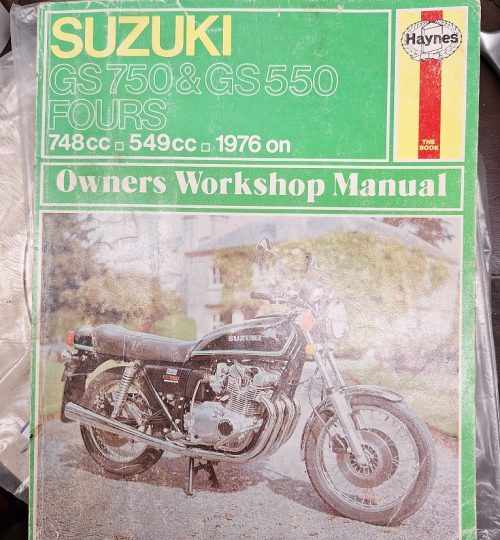 SUZUKI
GS750 & GS550
FOURS
748cc ▫ 549cc ▫ 1976 on
Haynes
THE
BOOK
Owners Workshop Manual
SUZUKI